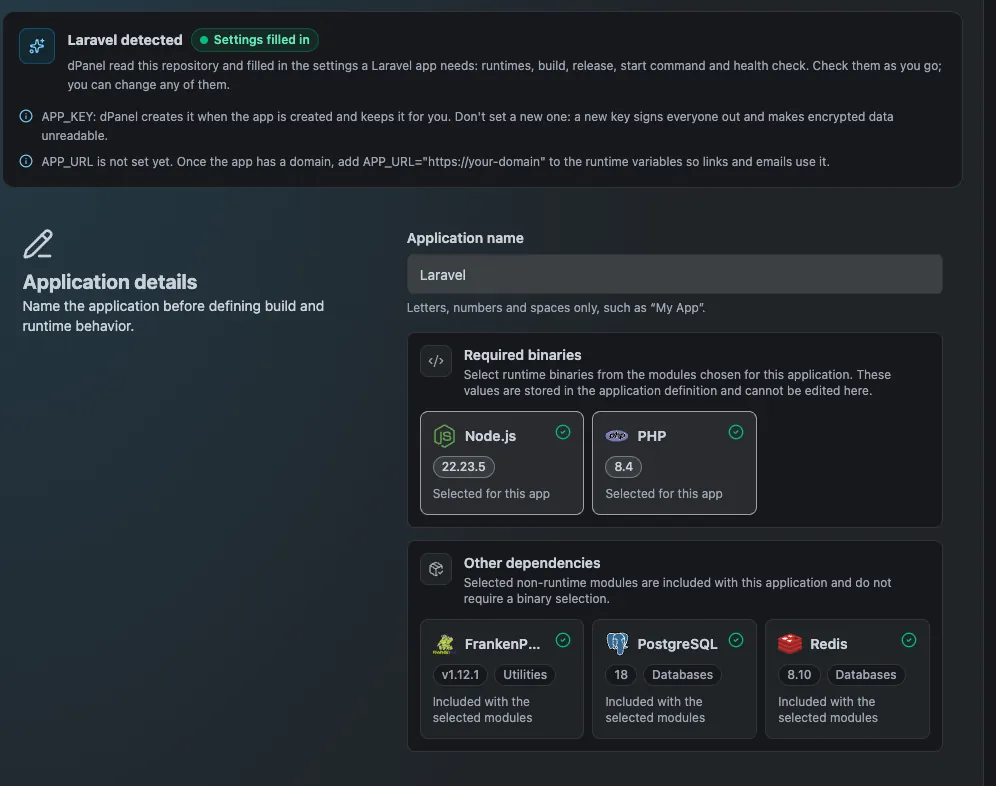 Laravel detected
Settings filled in
dPanel read this repository and filled in the settings a Laravel app needs: runtimes, build, release, start command and health check. Check them as you go;
you can change any of them.
APP_KEY: dPanel creates it when the app is created and keeps it for you. Don't set a new one: a new key signs everyone out and makes encrypted data
unreadable.
APP_URL is not set yet. Once the app has a domain, add APP_URL="https://your-domain" to the runtime variables so links and emails use it.
Application details
Name the application before defining build and
runtime behavior.
Application name
Laravel
Letters, numbers and spaces only, such as “My App”.
Required binaries
Select runtime binaries from the modules chosen for this application. These
values are stored in the application definition and cannot be edited here.
Node.js
22.23.5
Selected for this app
php
PHP
8.4
Selected for this app
Other dependencies
Selected non-runtime modules are included with this application and do not
require a binary selection.
FrankenP...
v1.12.1
Utilities
Included with the
selected modules
PostgreSQL
18
Databases
Included with the
selected modules
Redis
8.10
Databases
Included with the
selected modules